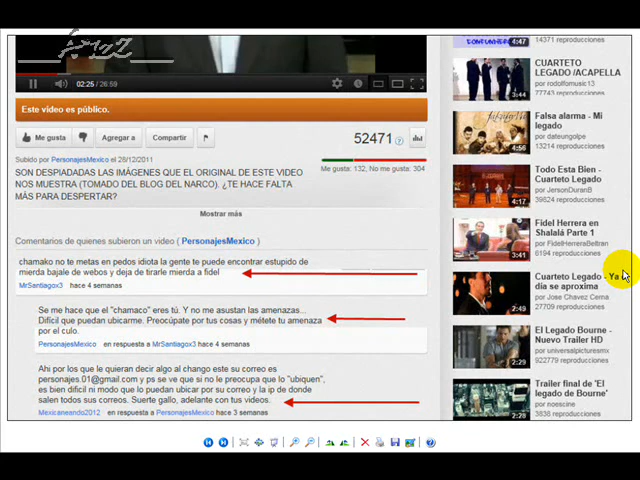 02:25 / 26:59
Este video es público.
Me gusta
Agregar a
Compartir
52471
Subido por PersonajesMexico el 28/12/2011
Me gusta: 132, No me gusta: 304
SON DESPIADADAS LAS IMÁGENES QUE EL ORIGINAL DE ESTE VIDEO
NOS MUESTRA (TOMADO DEL BLOG DEL NARCO). ¿TE HACE FALTA
MÁS PARA DESPERTAR?
Mostrar más
Comentarios de quienes subieron un video ( PersonajesMexico )
chamako no te metas en pedos idiota la gente te puede encontrar estupido de
mierda bajale de webos y deja de tirarle mierda a fidel
MrSantiagox3 hace 4 semanas
Se me hace que el "chamaco" eres tú. Y no me asustan las amenazas...
Difícil que puedan ubicarme. Preocúpate por tus cosas y métete tu amenaza
por el culo.
PersonajesMexico en respuesta a MrSantiagox3 hace 4 semanas
Ahi por los que le quieran decir algo al chango este su correo es
personajes.01@gmail.com y ps se ve que si no le preocupa que lo "ubiquen",
es bien dificil ni modo que lo puedan ubicar por su correo y la ip de donde
salen todos sus correos. Suerte gallo, adelante con tus videos.
Mexicaneando2012 en respuesta a PersonajesMexico hace 3 semanas
4:47
14371 reproducciones
CUARTETO
LEGADO /ACAPELLA
por rodolfomusic13
77743 reproducciones
3:44
Falsa alarma - Mi
legado
por dateungolpe
13214 reproducciones
4:56
Todo Esta Bien -
Cuarteto Legado
por JersonDuranB
39824 reproducciones
4:17
Fidel Herrera en
Shalalá Parte 1
por FidelHerreraBeltran
6194 reproducciones
3:41
Cuarteto Legado - Ya
día se aproxima
por Jose Chavez Cema
2:49
El Legado Bourne -
Nuevo Trailer HD
por universalpicturesmx
922779 reproducciones
2:29
Trailer final de 'El
legado de Bourne'
por noescine
3838 reproducciones
2:28